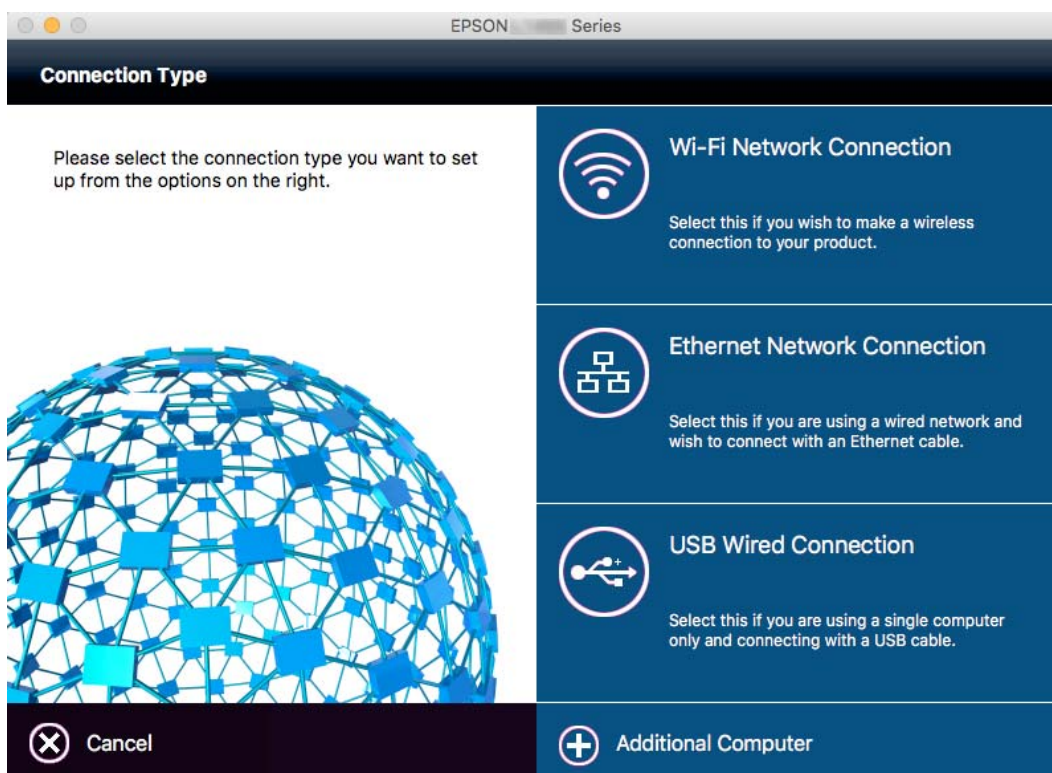 EPSON Series
Connection Type
Please select the connection type you want to set
up from the options on the right.
Wi-Fi Network Connection
Select this if you wish to make a wireless
connection to your product.
Ethernet Network Connection
Select this if you are using a wired network and
wish to connect with an Ethernet cable.
USB Wired Connection
Select this if you are using a single computer
only and connecting with a USB cable.
Cancel
Additional Computer